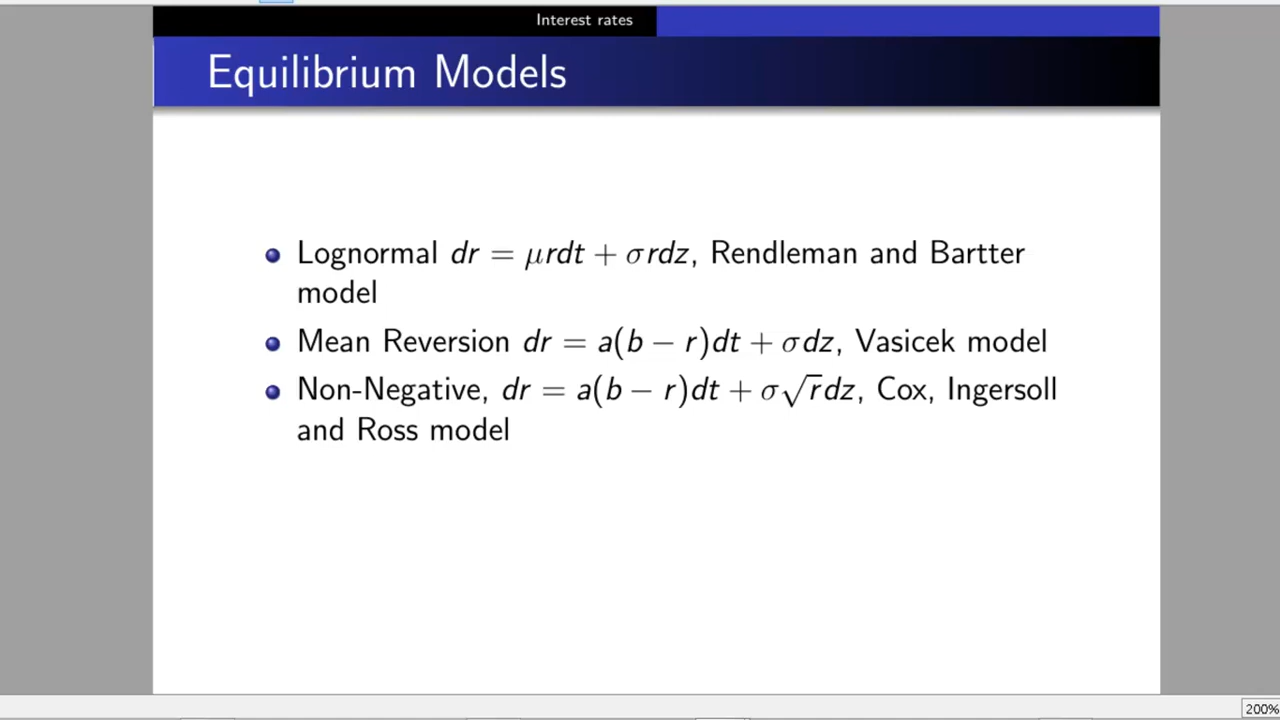 Interest rates
Equilibrium Models
Lognormal dr = μrdt + σrdz, Rendleman and Bartter
model
Mean Reversion dr = a(b − r)dt + σdz, Vasicek model
Non-Negative, dr = a(b − r)dt + σ√rdz, Cox, Ingersoll
and Ross model
200%